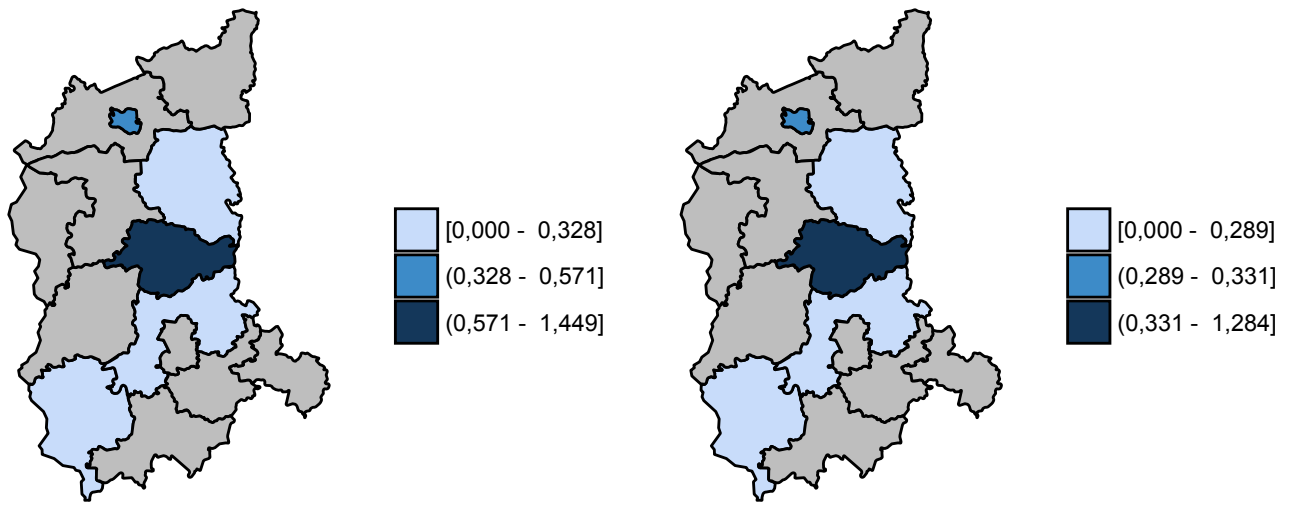 [0,000 -  0,328]
(0,328 -  0,571]
(0,571 -  1,449]
[0,000 -  0,289]
(0,289 -  0,331]
(0,331 -  1,284]